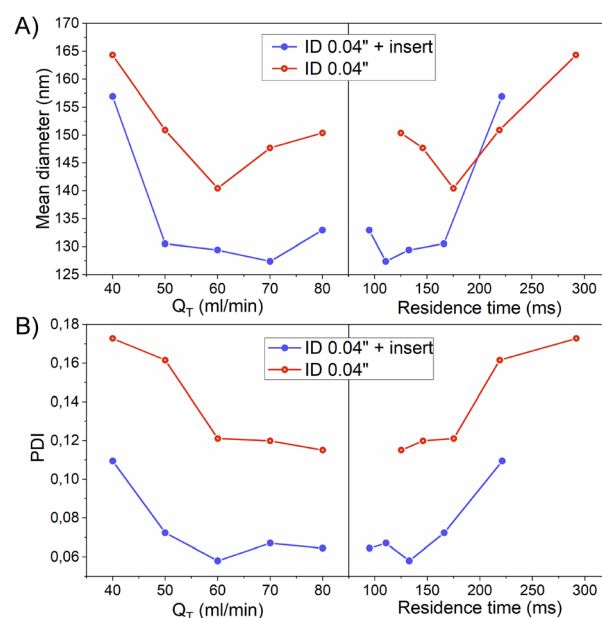 A)
170
165
160
155
150
145
140
135
130
125
Mean diameter (nm)
ID 0.04" + insert
ID 0.04"
40 50 60 70 80 100 150 200 250 300
Q_T (ml/min) Residence time (ms)
B)
0,18
0,16
0,14
0,12
0,10
0,08
0,06
PDI
ID 0.04" + insert
ID 0.04"
40 50 60 70 80 100 150 200 250 300
Q_T (ml/min) Residence time (ms)